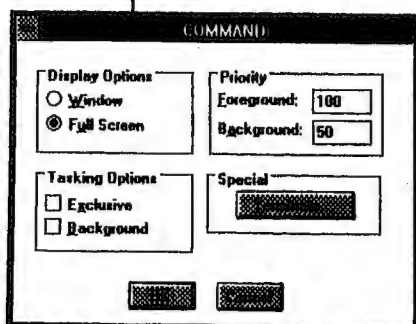 COMMAND
Display Options
Window
Full Screen
Priority
Foreground: 100
Background: 50
Tasking Options
Exclusive
Background
Special